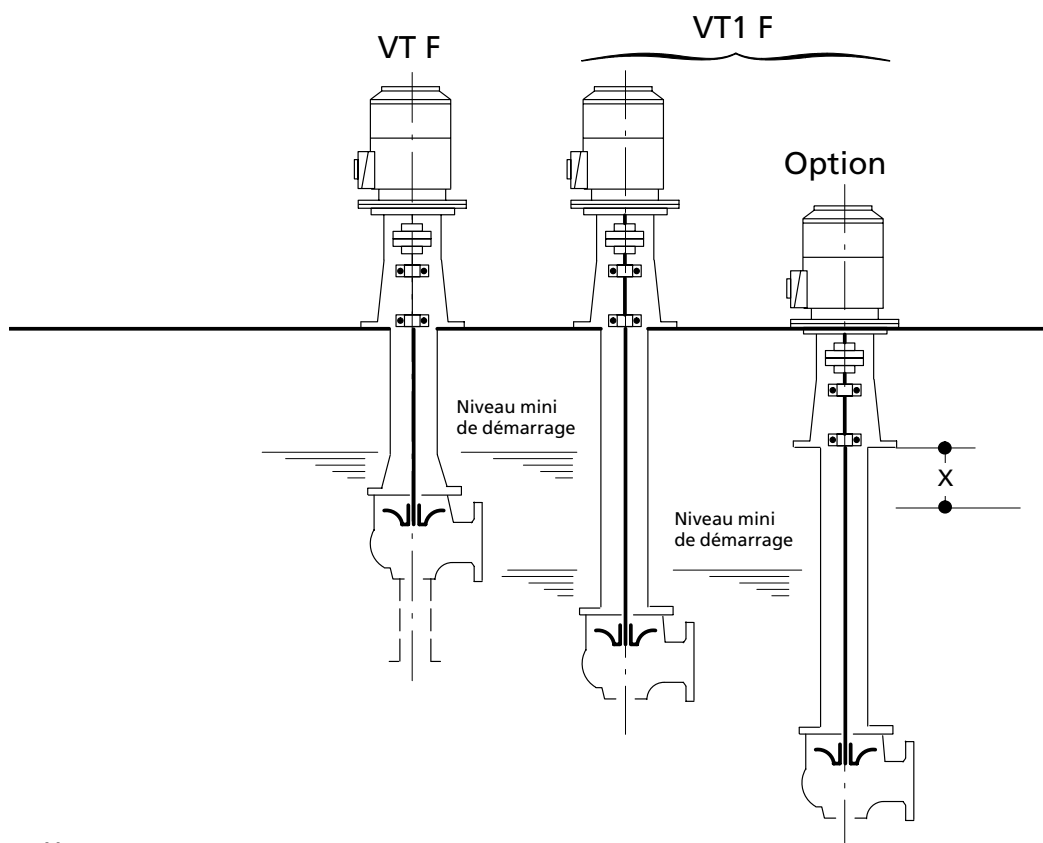 VT F
VT1 F
Option
Niveau mini
de démarrage
X
Niveau mini
de démarrage